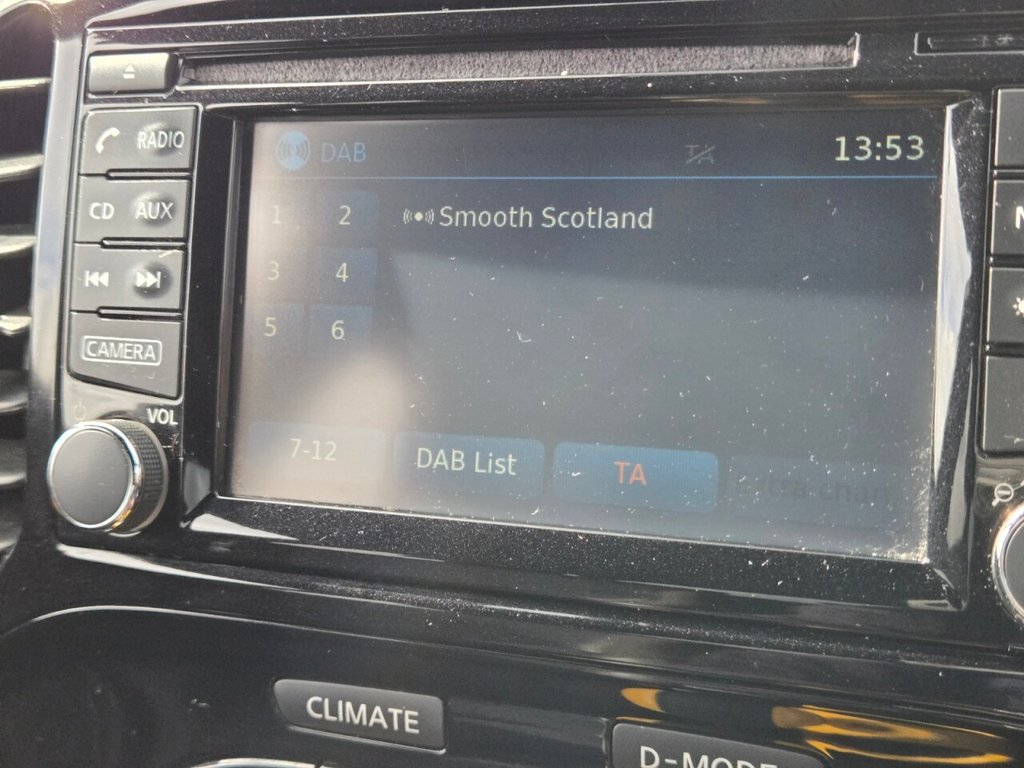 DAB TA 13:53
RADIO
CD AUX
CAMERA
VOL
1 2 Smooth Scotland
3 4
5 6
7-12 DAB List TA
CLIMATE
D-MODE